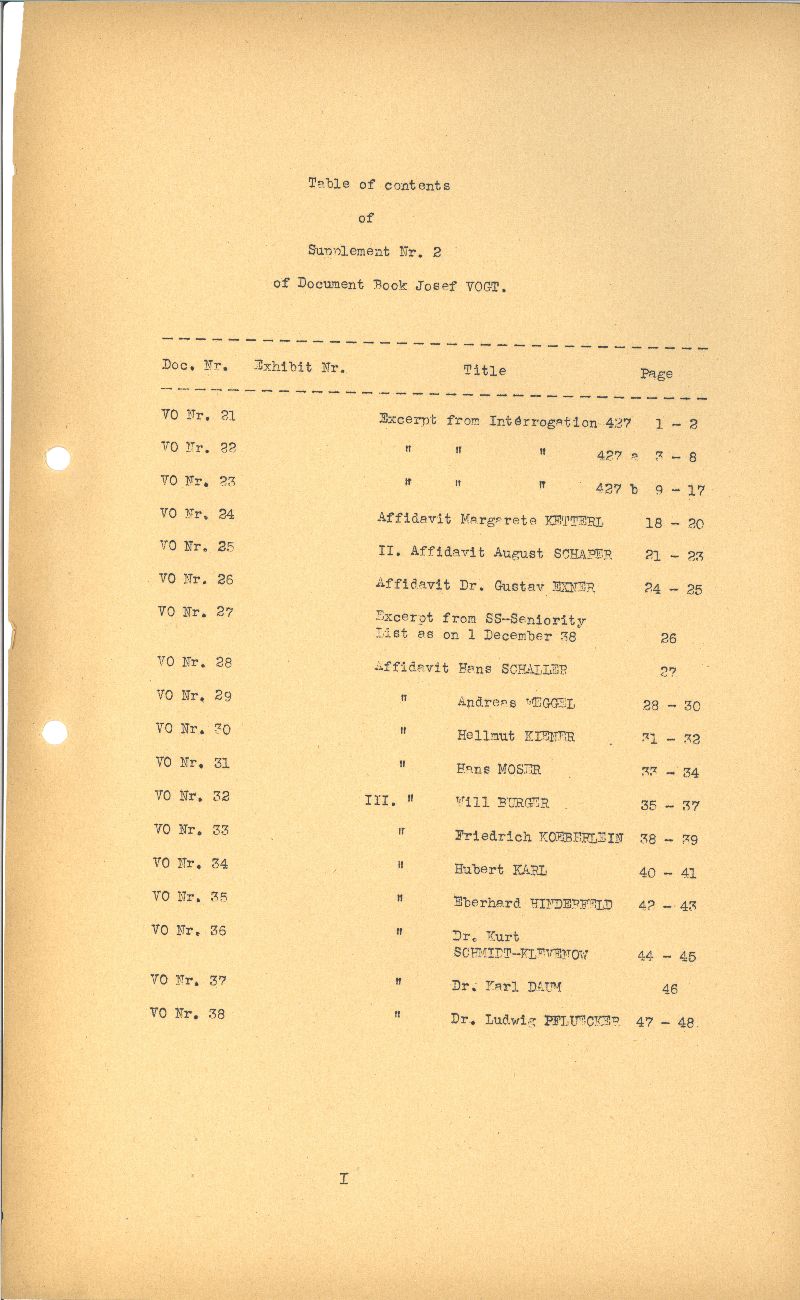 Table of contents
of
Supplement Nr. 2
of Document Book Josef VOGT.
Doc. Nr. Exhibit Nr. Title Page
VO Nr. 21 Excerpt from Interrogation 427 1 - 2
VO Nr. 22 " " " 427 a 3 - 8
VO Nr. 23 " " " 427 b 9 - 17
VO Nr. 24 Affidavit Margarete KETTERL 18 - 20
VO Nr. 25 II. Affidavit August SCHAPER 21 - 23
VO Nr. 26 Affidavit Dr. Gustav EXNER 24 - 25
VO Nr. 27 Excerpt from SS-Seniority
List as on 1 December 38 26
VO Nr. 28 Affidavit Hans SCHALLER 27
VO Nr. 29 " Andreas WEGGEL 28 - 30
VO Nr. 30 " Hellmut KIENER 31 - 32
VO Nr. 31 " Hans MOSER 33 - 34
VO Nr. 32 III. " Will BURGER 35 - 37
VO Nr. 33 " Friedrich KOEBERLEIN 38 - 39
VO Nr. 34 " Hubert KARL 40 - 41
VO Nr. 35 " Eberhard HINDERFELD 42 - 43
VO Nr. 36 " Dr. Kurt
SCHMIDT-KLEVENOW 44 - 45
VO Nr. 37 " Dr. Karl DAUM 46
VO Nr. 38 " Dr. Ludwig PFLUECKER 47 - 48.
I